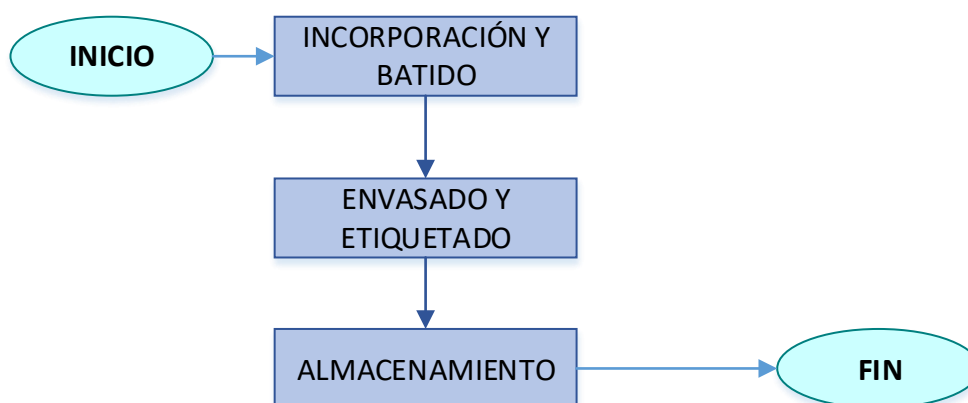 INICIO
INCORPORACIÓN Y
BATIDO
ENVASADO Y
ETIQUETADO
ALMACENAMIENTO
FIN